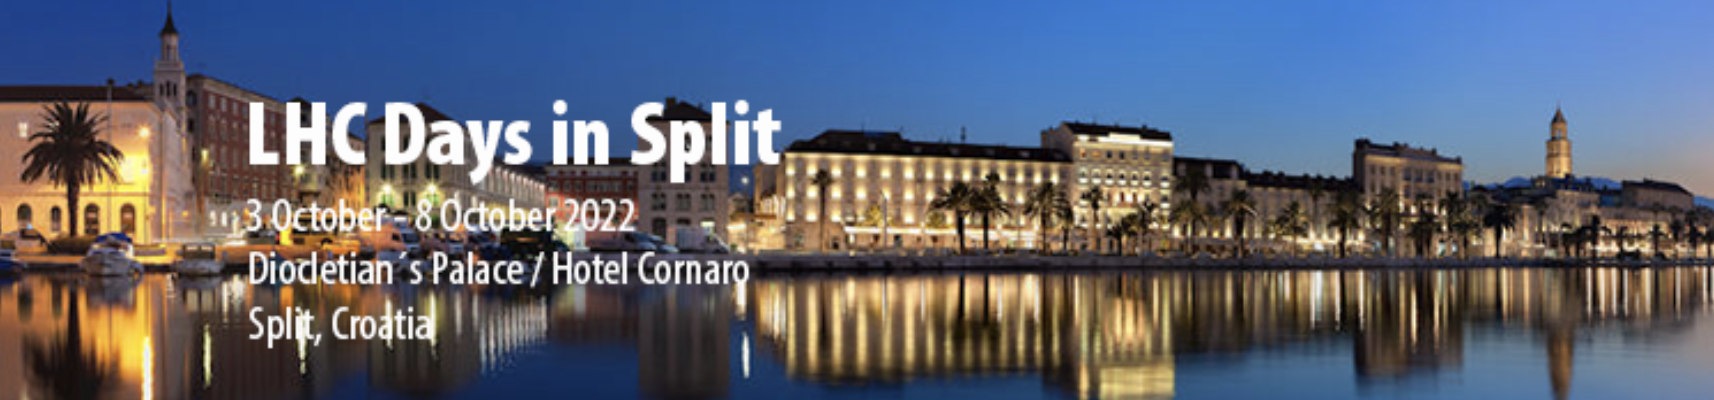 LHC Days in Split
3 October - 8 October 2022
Diocletian´s Palace / Hotel Cornaro
Split, Croatia